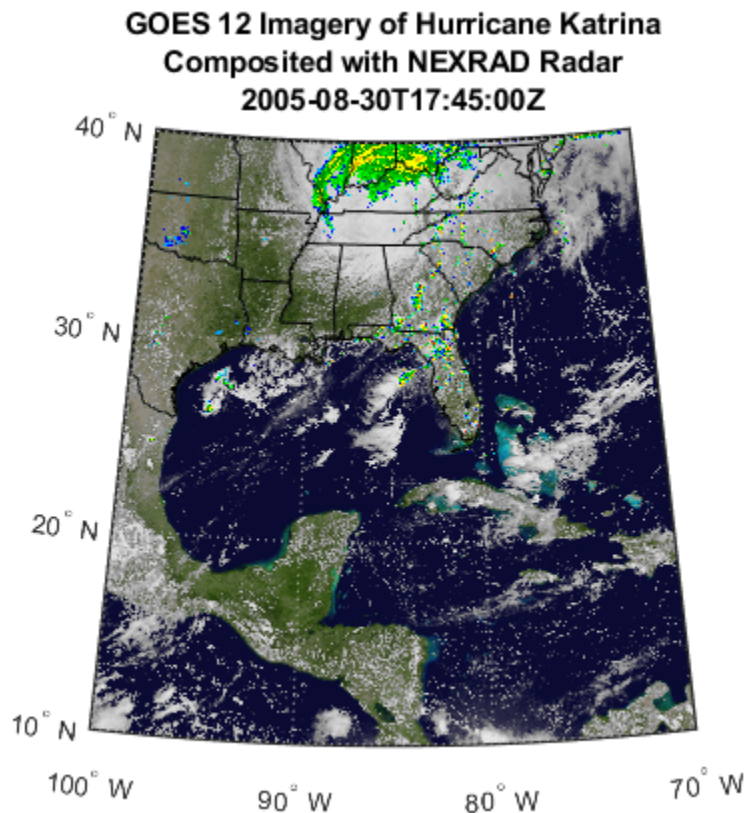 GOES 12 Imagery of Hurricane Katrina
Composited with NEXRAD Radar
2005-08-30T17:45:00Z
40° N
30° N
20° N
10° N
100° W
90° W
80° W
70° W